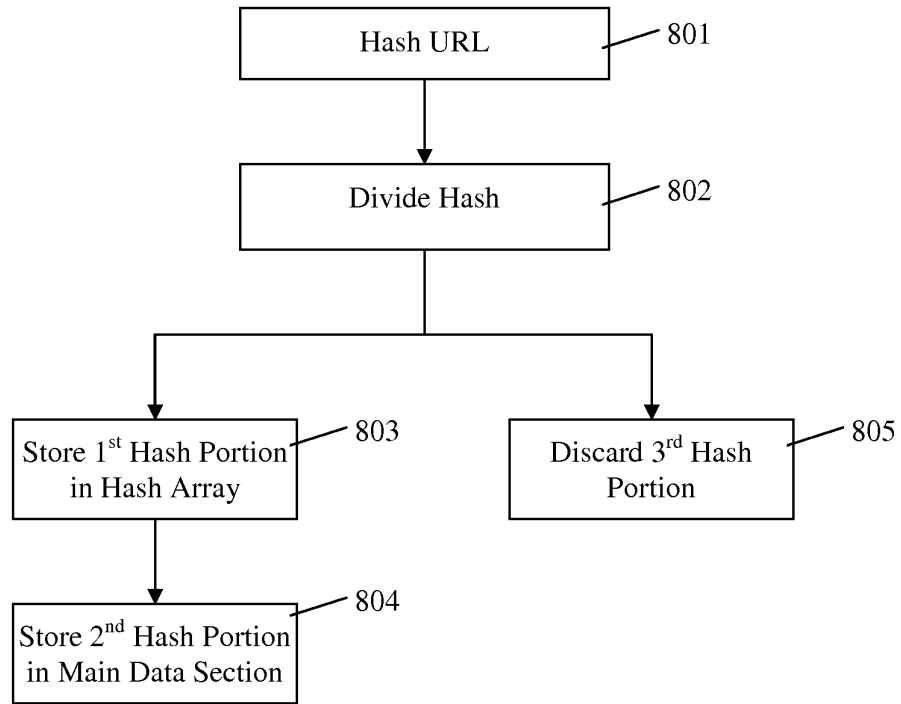 Hash URL
801
Divide Hash
802
Store 1st Hash Portion
in Hash Array
803
Discard 3rd Hash
Portion
805
Store 2nd Hash Portion
in Main Data Section
804